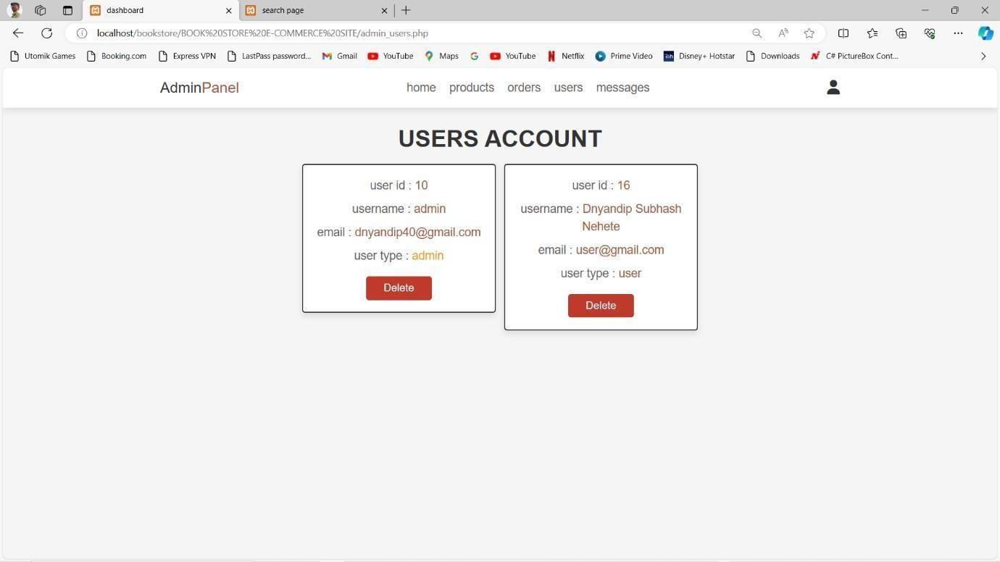 dashboard
search page
localhost/bookstore/BOOK%20STORE%20E-COMMERCE%20SITE/admin_users.php
Utomik Games Booking.com Express VPN LastPass password... Gmail YouTube Maps YouTube Netflix Prime Video Disney+ Hotstar Downloads C# PictureBox Cont...
AdminPanel
home products orders users messages
USERS ACCOUNT
user id : 10
username : admin
email : dnyandip40@gmail.com
user type : admin
Delete
user id : 16
username : Dnyandip Subhash
Nehete
email : user@gmail.com
user type : user
Delete